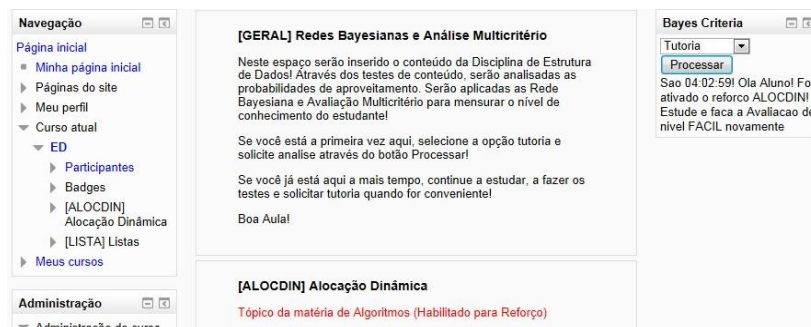 Navegação
Página inicial
Minha página inicial
Páginas do site
Meu perfil
Curso atual
ED
Participantes
Badges
[ALOCDIN]
Alocação Dinâmica
[LISTA] Listas
Meus cursos
Administração
Administração do curso
[GERAL] Redes Bayesianas e Análise Multicritério
Neste espaço serão inserido o conteúdo da Disciplina de Estrutura
de Dados! Através dos testes de conteúdo, serão analisadas as
probabilidades de aproveitamento. Serão aplicadas as Rede
Bayesiana e Avaliação Multicritério para mensurar o nível de
conhecimento do estudante!
Se você está a primeira vez aqui, selecione a opção tutoria e
solicite analise através do botão Processar!
Se você já está aqui a mais tempo, continue a estudar, a fazer os
testes e solicitar tutoria quando for conveniente!
Boa Aula!
[ALOCDIN] Alocação Dinâmica
Tópico da matéria de Algoritmos (Habilitado para Reforço)
Bayes Criteria
Tutoria
Processar
Sao 04:02:59! Ola Aluno! Fo
ativado o reforco ALOCDIN!
Estude e faca a Avaliacao de
nivel FACIL novamente